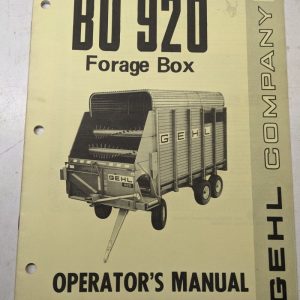 BU 920
Forage Box
GEHL
GEHL
OPERATOR'S MANUAL
GEHL COMPANY